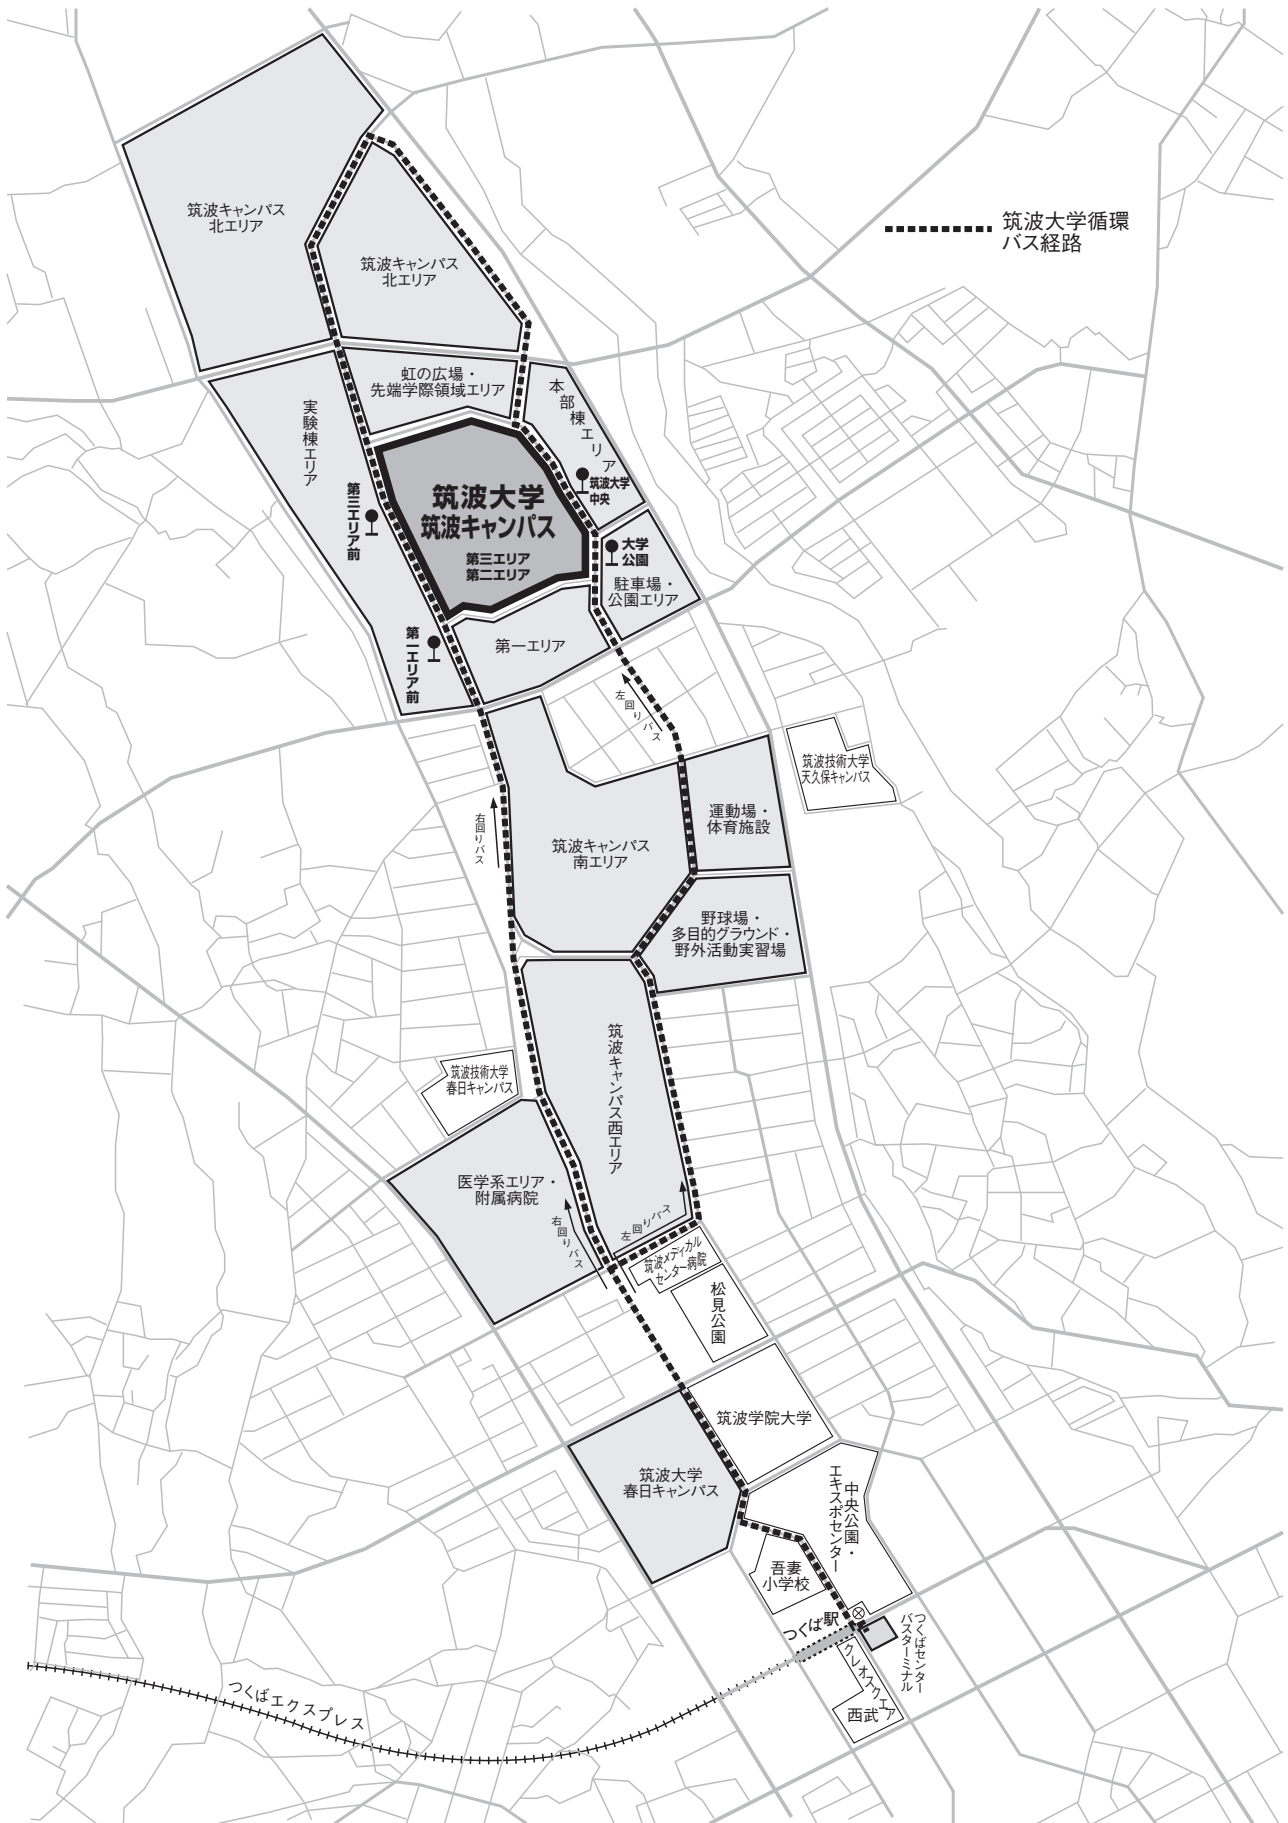 筑波大学循環
バス経路
筑波キャンパス
北エリア
筑波キャンパス
北エリア
虹の広場・
先端学際領域エリア
本部棟エリア
実験棟エリア
筑波大学
中央
第三エリア前
筑波大学
筑波キャンパス
第三エリア
第二エリア
大学
公園
駐車場・
公園エリア
第一エリア前
第一エリア
左回りバス
筑波技術大学
天久保キャンパス
右回りバス
運動場・
体育施設
筑波キャンパス
南エリア
野球場・
多目的グラウンド・
野外活動実習場
筑波キャンパス西エリア
筑波技術大学
春日キャンパス
医学系エリア・
附属病院
右回りバス
左回りバス
筑波メディカル
センター病院
松見公園
筑波学院大学
筑波大学
春日キャンパス
中央公園・
エキスポセンター
吾妻
小学校
つくば駅
つくばセンター
バスターミナル
クレオスクエア
西武
つくばエクスプレス